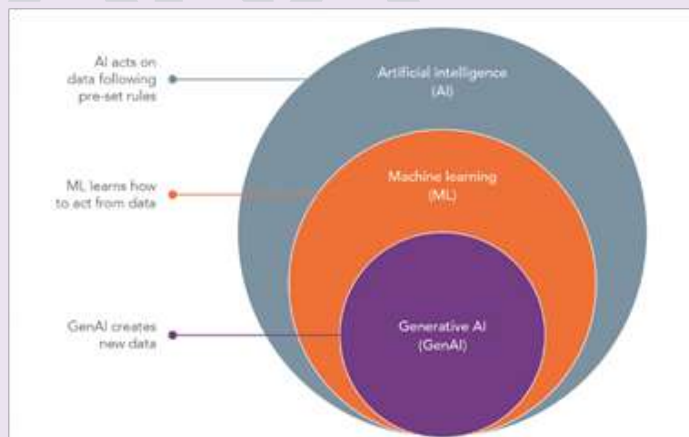 AI acts on
data following
pre-set rules
Artificial intelligence
(AI)
ML learns how
to act from data
Machine learning
(ML)
GenAI creates
new data
Generative AI
(GenAI)